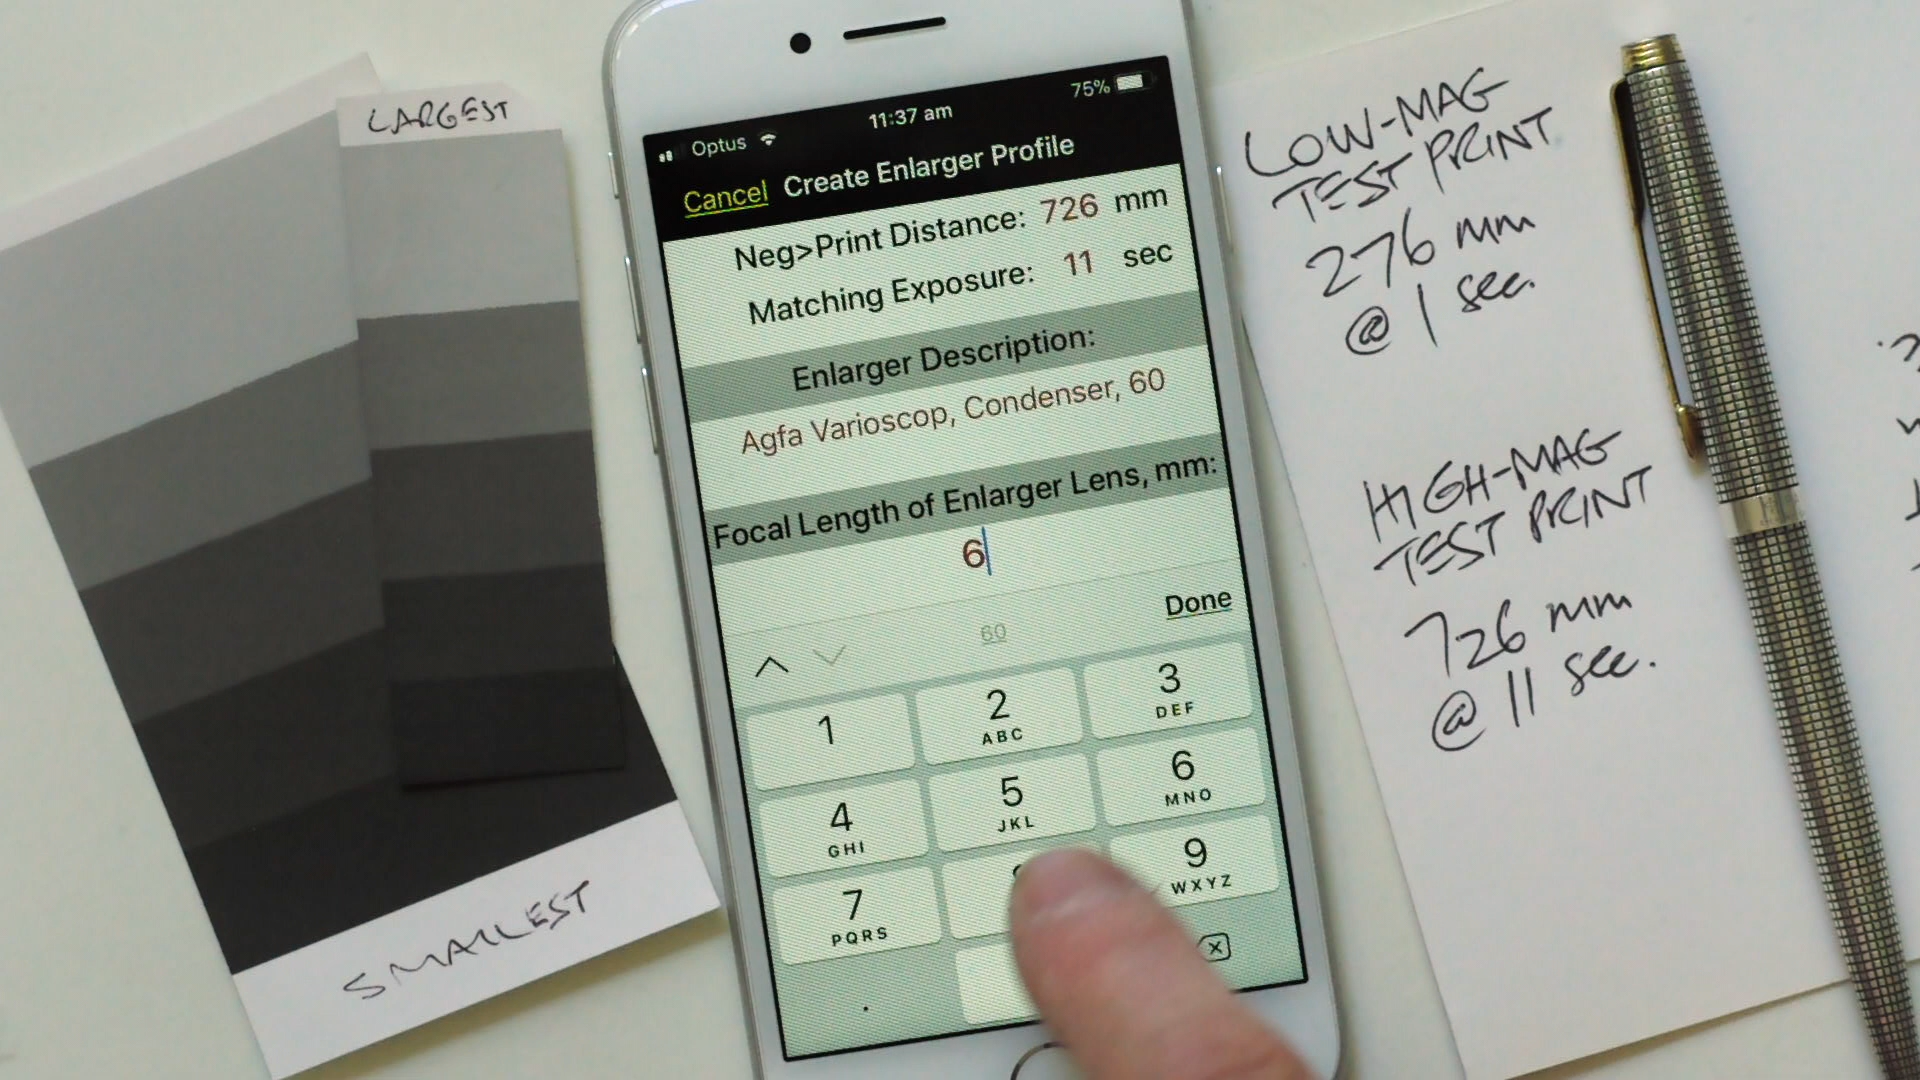 LARGEST
SMALLEST
Optus
11:37 am
75%
Cancel Create Enlarger Profile
Neg>Print Distance: 726 mm
Matching Exposure: 11 sec
Enlarger Description:
Agfa Varioscop, Condenser, 60
Focal Length of Enlarger Lens, mm:
6
60
Done
1
2
ABC
3
DEF
4
GHI
5
JKL
6
MNO
7
PQRS
9
WXYZ
.
LOW-MAG
TEST PRINT
276 mm
@ 1 sec.
HIGH-MAG
TEST PRINT
726 mm
@ 11 sec.